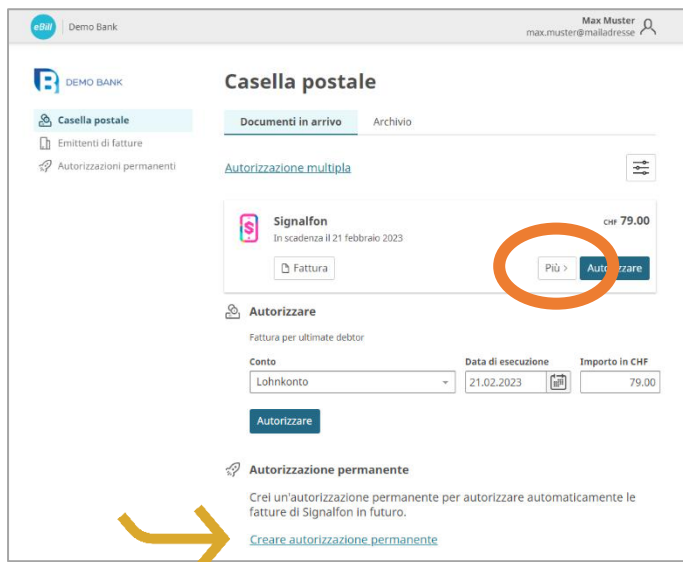 eBill Demo Bank
Max Muster
max.muster@mailadresse
DEMO BANK
Casella postale
Emittenti di fatture
Autorizzazioni permanenti
Casella postale
Documenti in arrivo Archivio
Autorizzazione multipla
Signalfon CHF 79.00
In scadenza il 21 febbraio 2023
Fattura Più > Autorizzare
Autorizzare
Fattura per ultimate debtor
Conto Data di esecuzione Importo in CHF
Lohnkonto 21.02.2023 79.00
Autorizzare
Autorizzazione permanente
Crei un'autorizzazione permanente per autorizzare automaticamente le
fatture di Signalfon in futuro.
Creare autorizzazione permanente